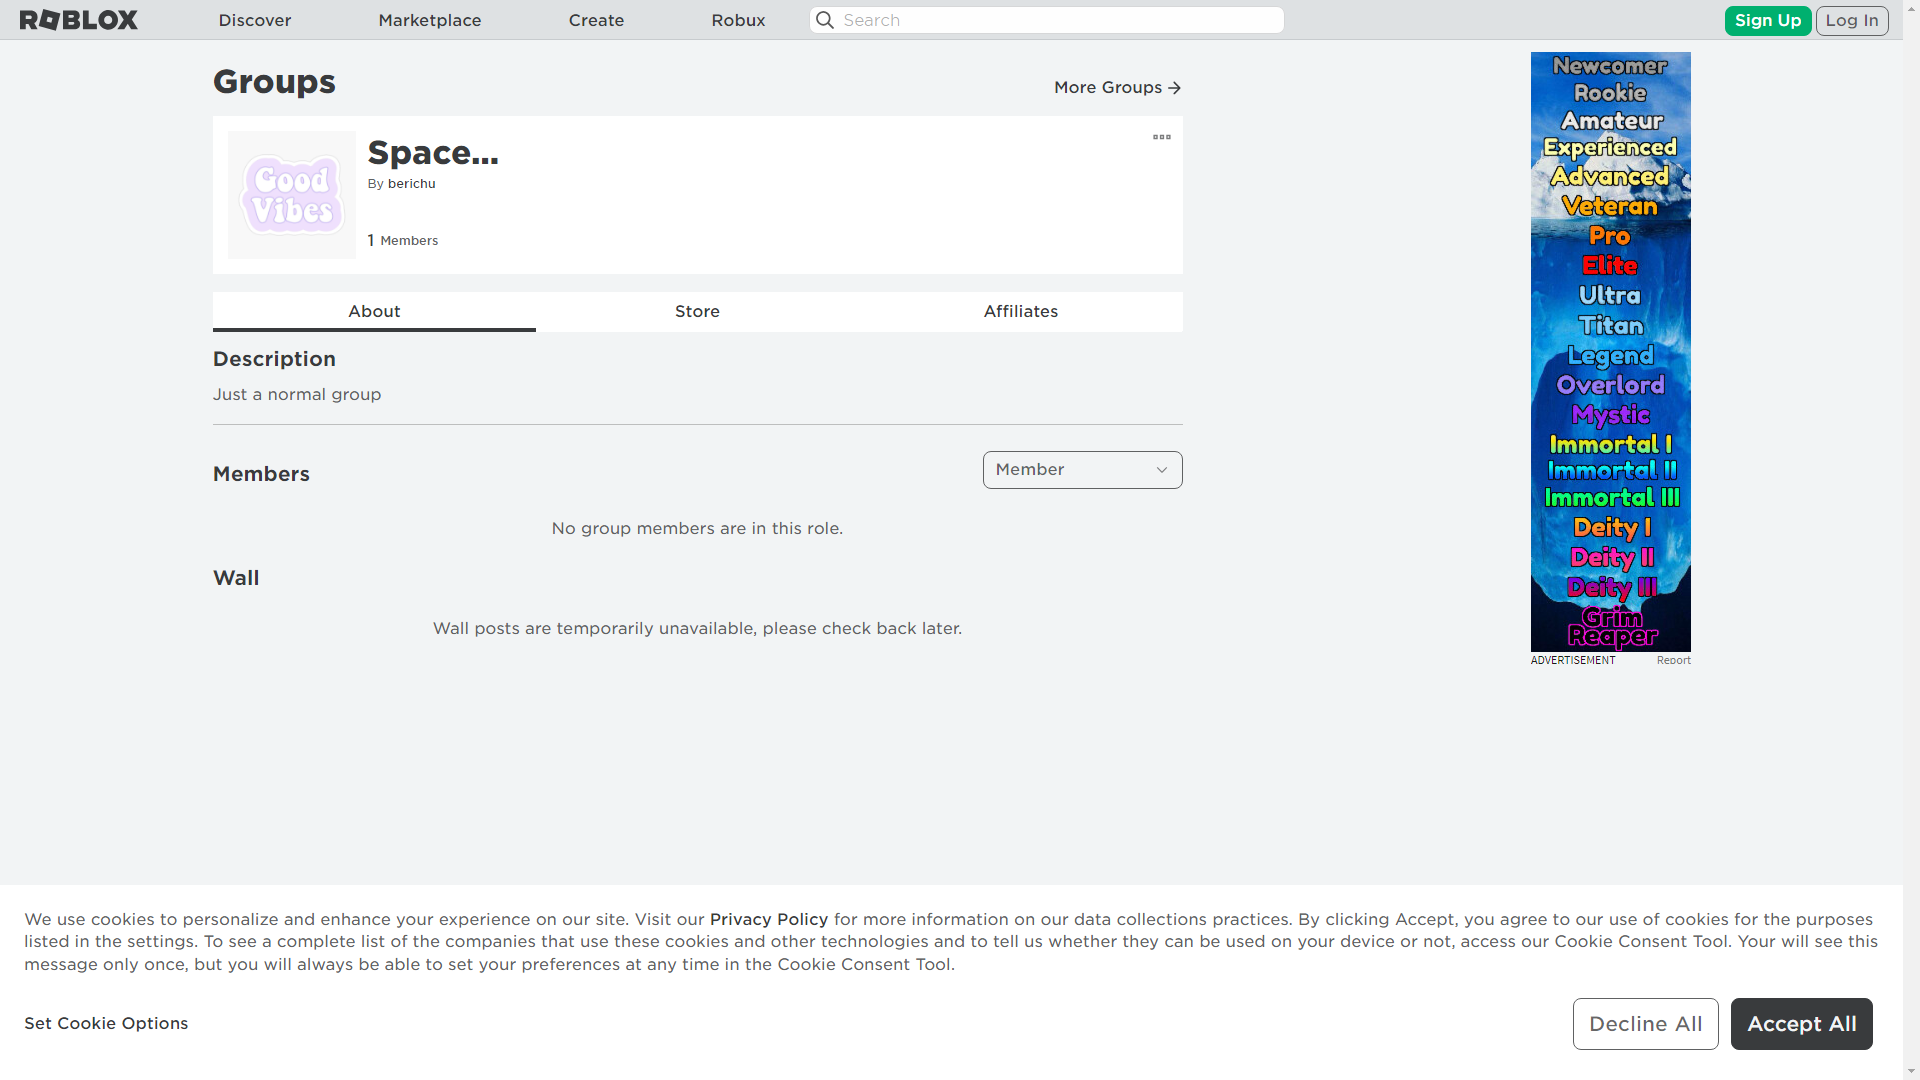 ROBLOX
Discover
Marketplace
Create
Robux
Search
Sign Up
Log In
Groups
More Groups
Good
Vibes
Space...
By berichu
1 Members
About
Store
Affiliates
Description
Just a normal group
Members
Member
No group members are in this role.
Wall
Wall posts are temporarily unavailable, please check back later.
Newcomer
Rookie
Amateur
Experienced
Advanced
Veteran
Pro
Elite
Ultra
Titan
Legend
Overlord
Mystic
Immortal I
Immortal II
Immortal III
Deity I
Deity II
Deity III
Grim
Reaper
ADVERTISEMENT
Report
We use cookies to personalize and enhance your experience on our site. Visit our Privacy Policy for more information on our data collections practices. By clicking Accept, you agree to our use of cookies for the purposes
listed in the settings. To see a complete list of the companies that use these cookies and other technologies and to tell us whether they can be used on your device or not, access our Cookie Consent Tool. Your will see this
message only once, but you will always be able to set your preferences at any time in the Cookie Consent Tool.
Set Cookie Options
Decline All
Accept All